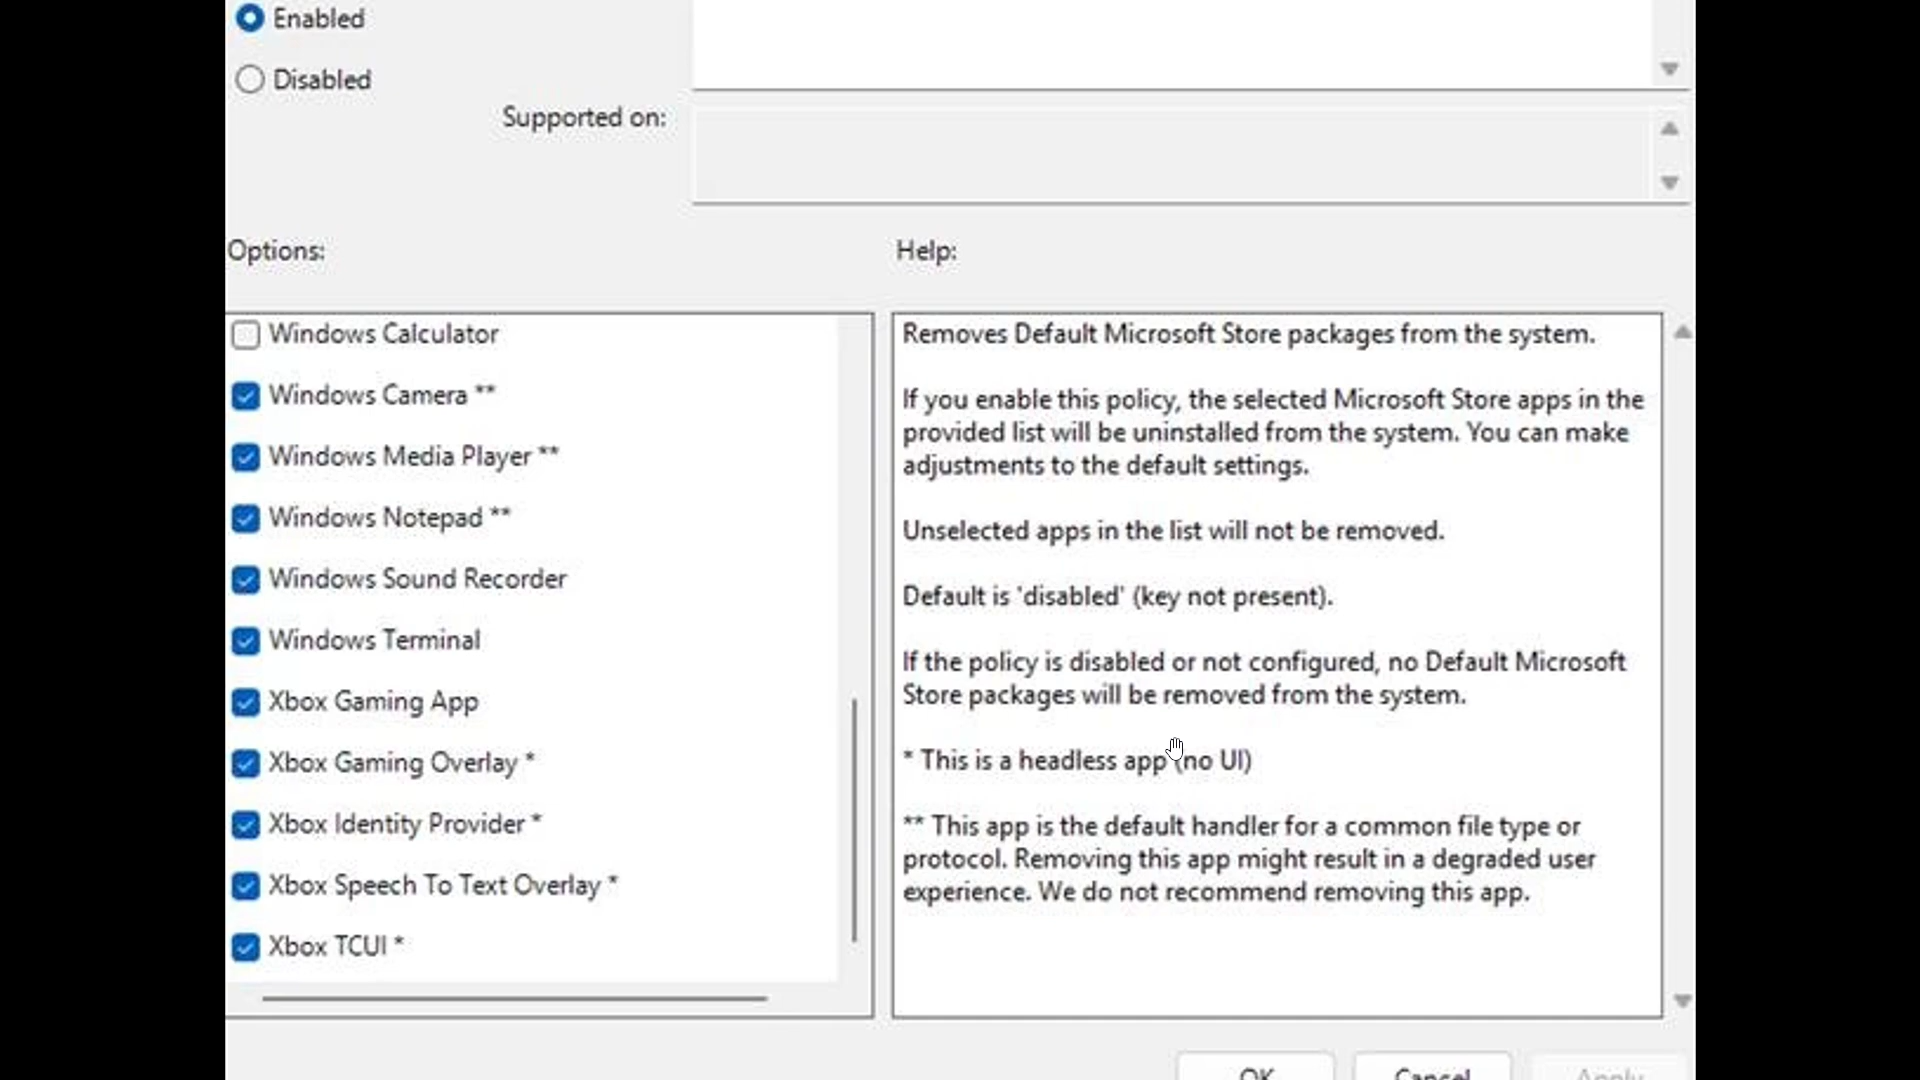 Enabled
Disabled
Supported on:
Options:
Help:
Windows Calculator
Windows Camera **
Windows Media Player **
Windows Notepad **
Windows Sound Recorder
Windows Terminal
Xbox Gaming App
Xbox Gaming Overlay *
Xbox Identity Provider *
Xbox Speech To Text Overlay *
Xbox TCUI *
Removes Default Microsoft Store packages from the system.
If you enable this policy, the selected Microsoft Store apps in the
provided list will be uninstalled from the system. You can make
adjustments to the default settings.
Unselected apps in the list will not be removed.
Default is 'disabled' (key not present).
If the policy is disabled or not configured, no Default Microsoft
Store packages will be removed from the system.
* This is a headless app (no UI)
** This app is the default handler for a common file type or
protocol. Removing this app might result in a degraded user
experience. We do not recommend removing this app.
OK
Cancel
Apply